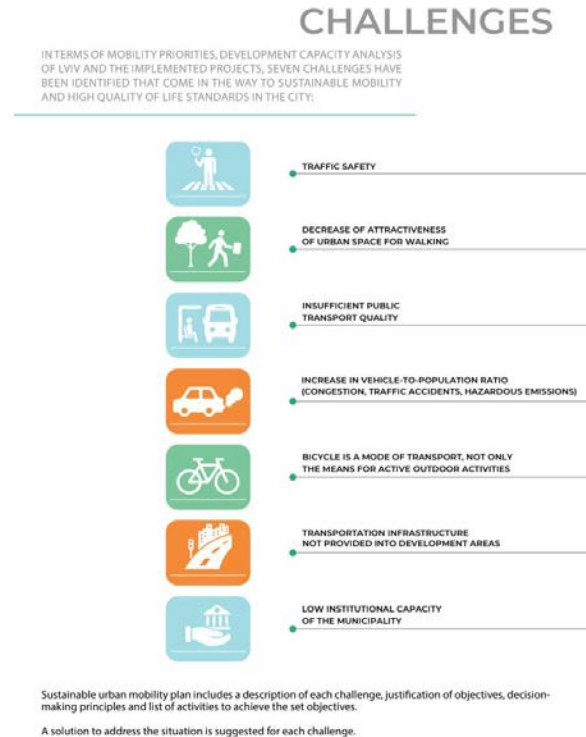 CHALLENGES
IN TERMS OF MOBILITY PRIORITIES, DEVELOPMENT CAPACITY ANALYSIS
OF LVIV AND THE IMPLEMENTED PROJECTS, SEVEN CHALLENGES HAVE
BEEN IDENTIFIED THAT COME IN THE WAY TO SUSTAINABLE MOBILITY
AND HIGH QUALITY OF LIFE STANDARDS IN THE CITY:
TRAFFIC SAFETY
DECREASE OF ATTRACTIVENESS
OF URBAN SPACE FOR WALKING
INSUFFICIENT PUBLIC
TRANSPORT QUALITY
INCREASE IN VEHICLE-TO-POPULATION RATIO
(CONGESTION, TRAFFIC ACCIDENTS, HAZARDOUS EMISSIONS)
BICYCLE IS A MODE OF TRANSPORT, NOT ONLY
THE MEANS FOR ACTIVE OUTDOOR ACTIVITIES
TRANSPORTATION INFRASTRUCTURE
NOT PROVIDED INTO DEVELOPMENT AREAS
LOW INSTITUTIONAL CAPACITY
OF THE MUNICIPALITY
Sustainable urban mobility plan includes a description of each challenge, justification of objectives, decision-
making principles and list of activities to achieve the set objectives.
A solution to address the situation is suggested for each challenge.